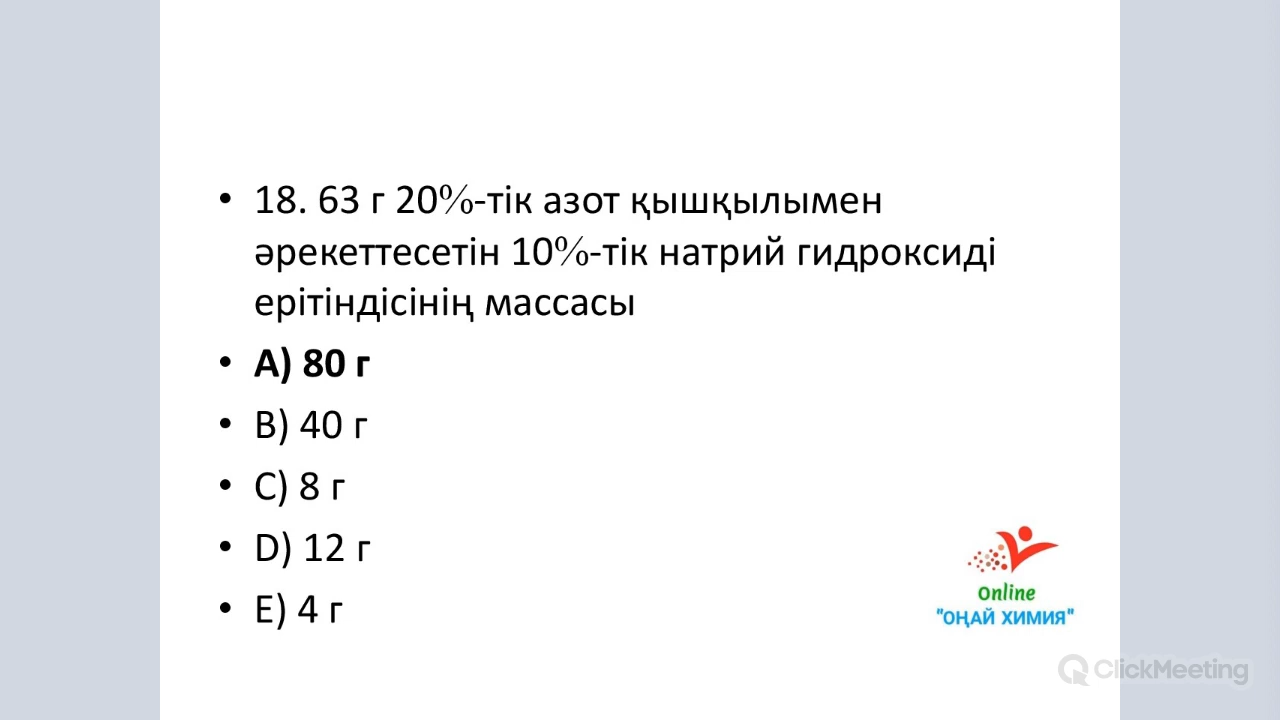 • 18. 63 г 20%-тік азот қышқылымен
әрекеттесетін 10%-тік натрий гидроксиді
ерітіндісінің массасы
• A) 80 г
• B) 40 г
• C) 8 г
• D) 12 г
• E) 4 г
Online
"ОҢАЙ ХИМИЯ"
ClickMeeting